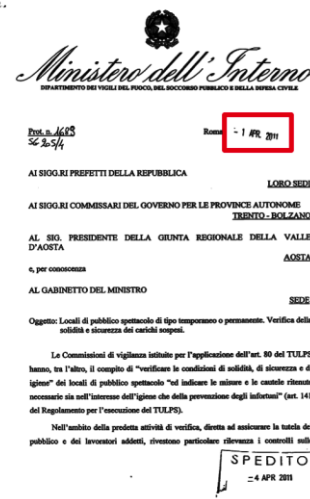 Ministero dell'Interno
DIPARTIMENTO DEI VIGILI DEL FUOCO, DEL SOCCORSO PUBBLICO E DELLA DIFESA CIVILE
Prot. n. 1689
SG 205/4
Roma - 1 APR. 2011
AI SIGG.RI PREFETTI DELLA REPUBBLICA
LORO SEDI
AI SIGG.RI COMMISSARI DEL GOVERNO PER LE PROVINCE AUTONOME
TRENTO - BOLZANO
AL SIG. PRESIDENTE DELLA GIUNTA REGIONALE DELLA VALLE
D'AOSTA
AOSTA
e, per conoscenza
AL GABINETTO DEL MINISTRO
SEDE
Oggetto: Locali di pubblico spettacolo di tipo temporaneo o permanente. Verifica della
solidità e sicurezza dei carichi sospesi.
Le Commissioni di vigilanza istituite per l'applicazione dell'art. 80 del TULPS
hanno, tra l'altro, il compito di "verificare le condizioni di solidità, di sicurezza e di
igiene" dei locali di pubblico spettacolo "ed indicare le misure e le cautele ritenute
necessarie sia nell'interesse dell'igiene che della prevenzione degli infortuni" (art. 141
del Regolamento per l'esecuzione del TULPS).
Nell'ambito della predetta attività di verifica, diretta ad assicurare la tutela del
pubblico e dei lavoratori addetti, rivestono particolare rilevanza i controlli sulle
SPEDITO
- 4 APR 2011